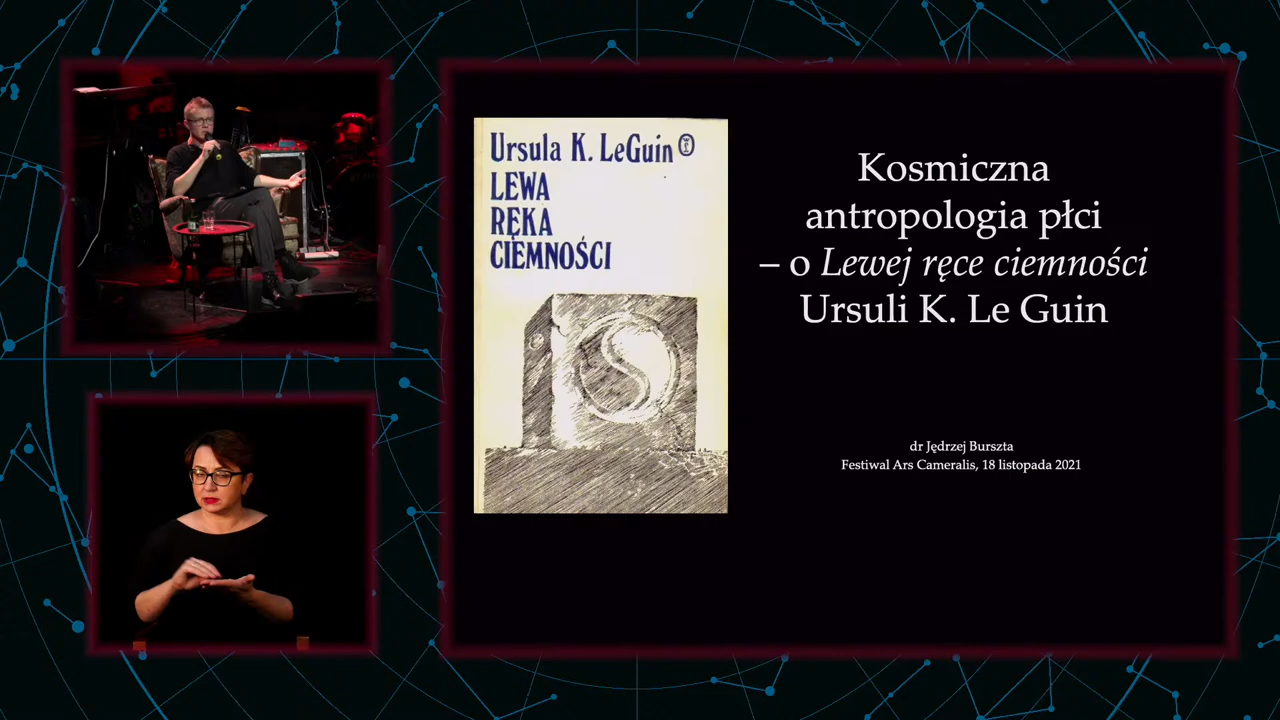 Ursula K. LeGuin
LEWA
RĘKA
CIEMNOŚCI
Kosmiczna
antropologia płci
– o Lewej ręce ciemności
Ursuli K. Le Guin
dr Jędrzej Burszta
Festiwal Ars Cameralis, 18 listopada 2021